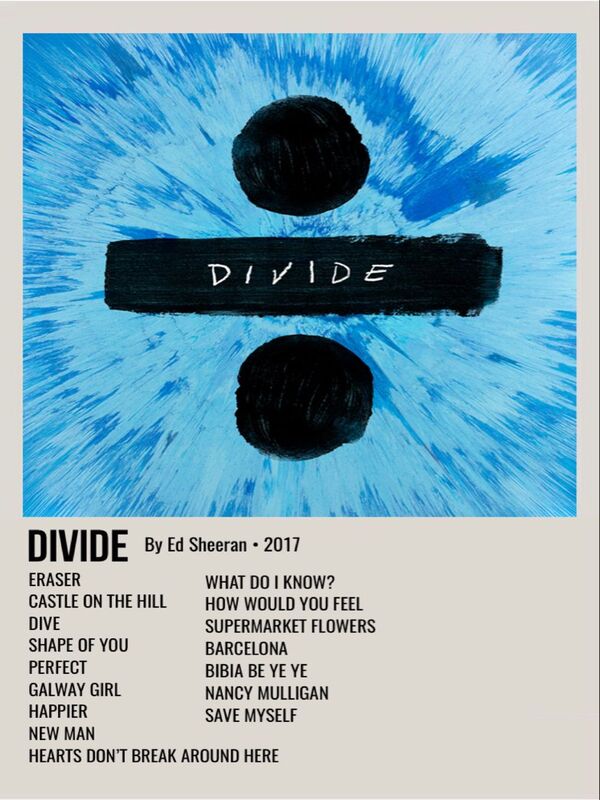 DIVIDE
DIVIDE By Ed Sheeran • 2017
ERASER
CASTLE ON THE HILL
DIVE
SHAPE OF YOU
PERFECT
GALWAY GIRL
HAPPIER
NEW MAN
HEARTS DON'T BREAK AROUND HERE
WHAT DO I KNOW?
HOW WOULD YOU FEEL
SUPERMARKET FLOWERS
BARCELONA
BIBIA BE YE YE
NANCY MULLIGAN
SAVE MYSELF